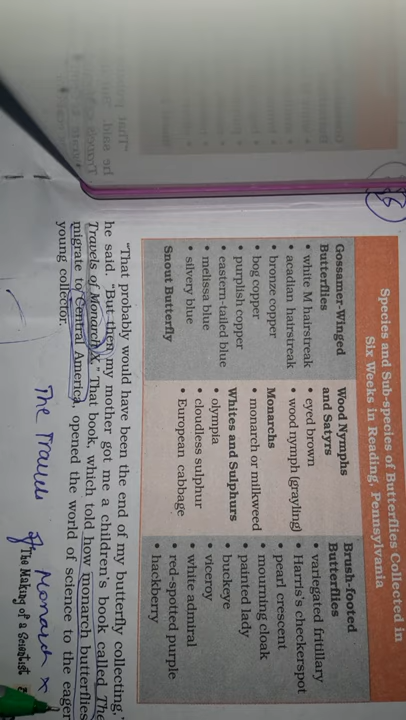 Species and Sub-species of Butterflies Collected in
Six Weeks in Reading, Pennsylvania
Gossamer-Winged
Butterflies
• white M hairstreak
• acadian hairstreak
• bronze copper
• bog copper
• purplish copper
• eastern-tailed blue
• melissa blue
• silvery blue
Snout Butterfly
Wood Nymphs
and Satyrs
• eyed brown
• wood nymph (grayling)
Monarchs
• monarch or milkweed
Whites and Sulphurs
• olympia
• cloudless sulphur
• European cabbage
Brush-footed
Butterflies
• variegated fritillary
• Harris's checkerspot
• pearl crescent
• mourning cloak
• painted lady
• buckeye
• viceroy
• white admiral
• red-spotted purple
• hackberry
"That probably would have been the end of my butterfly collecting,"
he said. "But then my mother got me a children's book called The
Travels of Monarch X." That book, which told how monarch butterflies
migrate to Central America, opened the world of science to the eager
young collector.
The Travels of Monarch X
The Making of a Scientist